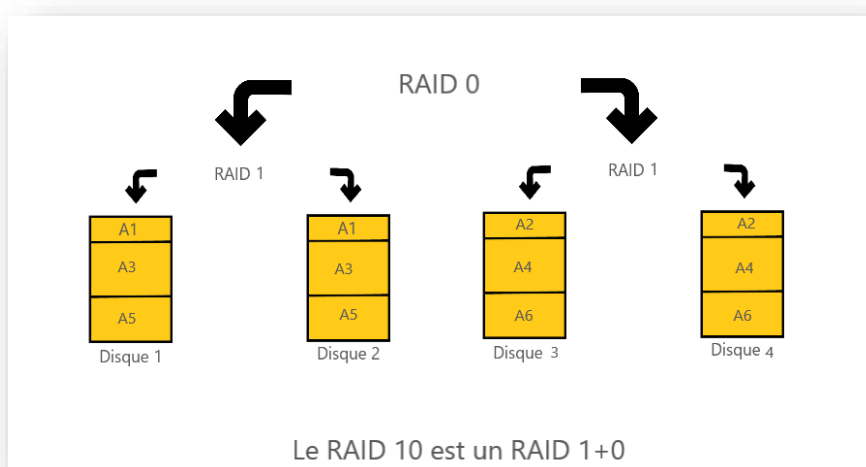 RAID 0
RAID 1
RAID 1
A1
A3
A5
Disque 1
A1
A3
A5
Disque 2
A2
A4
A6
Disque 3
A2
A4
A6
Disque 4
Le RAID 10 est un RAID 1+0